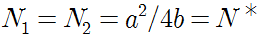 N₁ = N₂ = a²/4b = N*